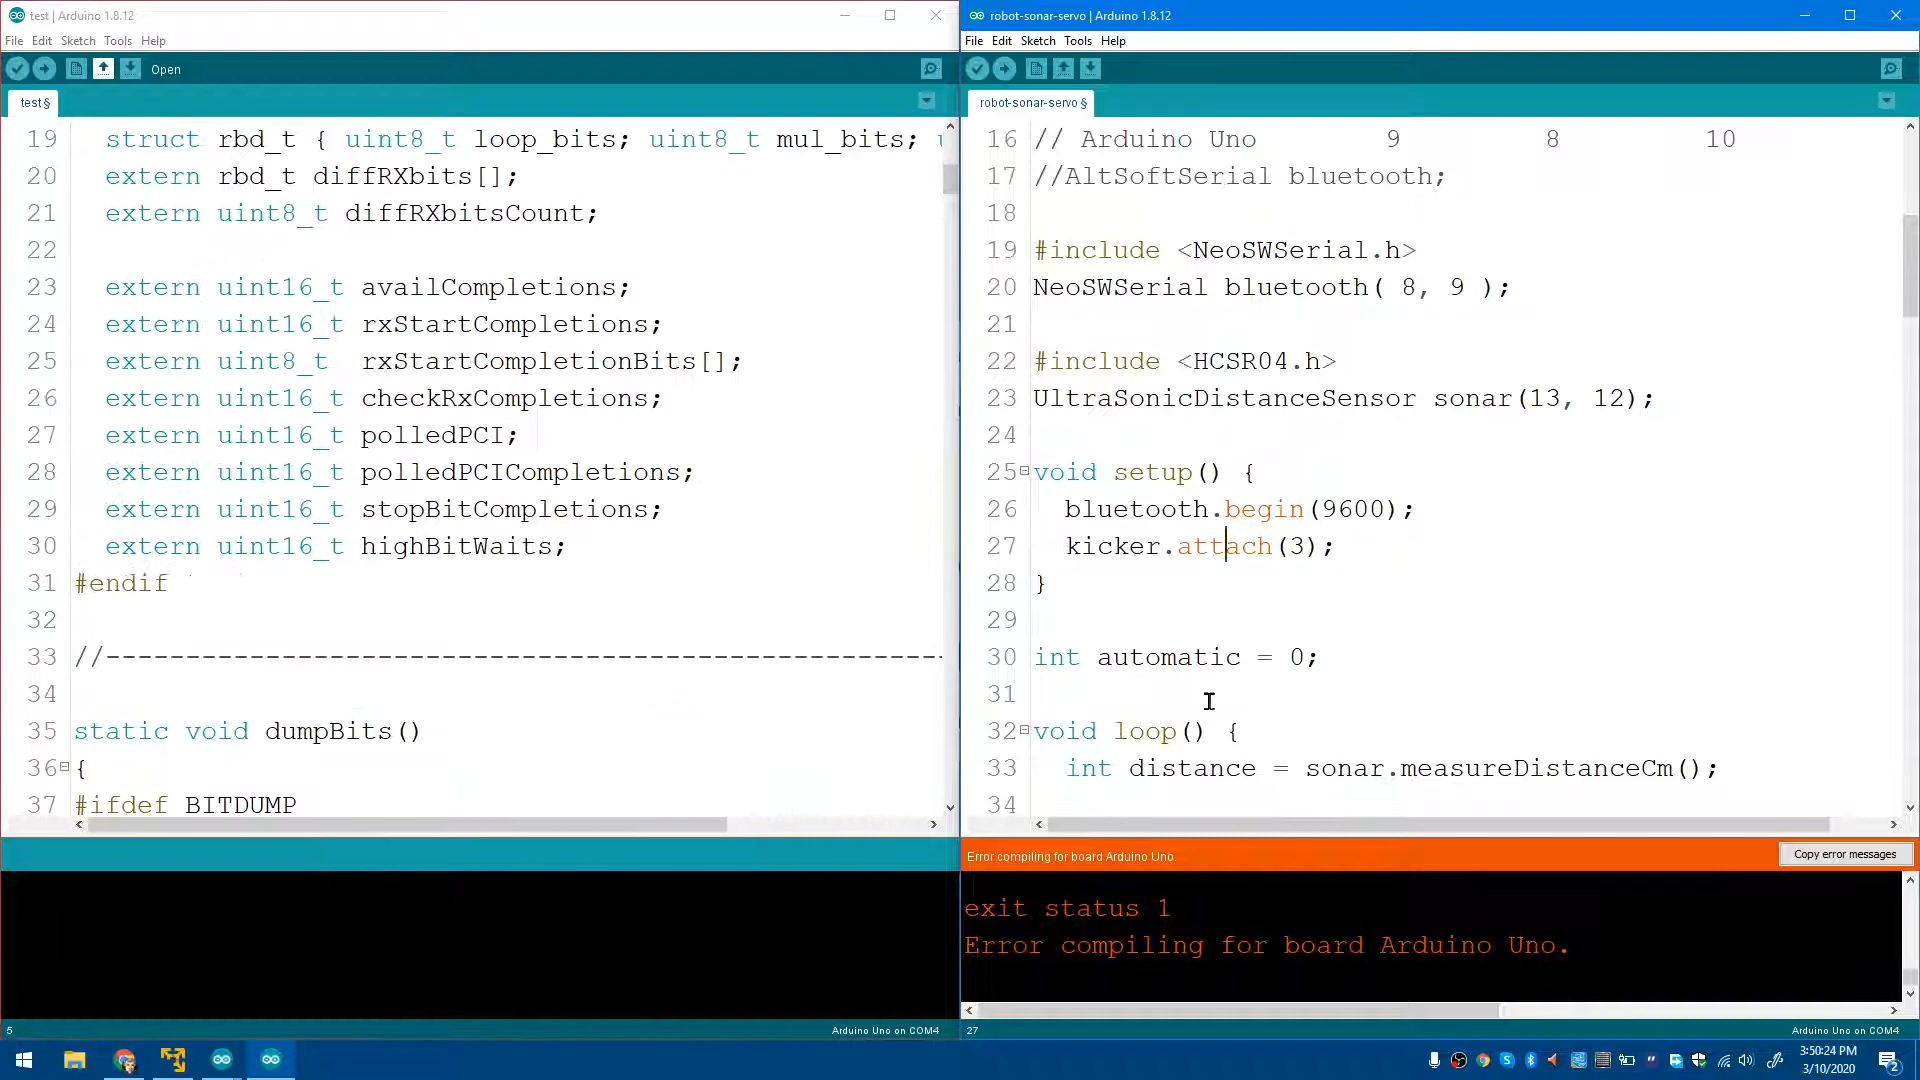 test | Arduino 1.8.12
File Edit Sketch Tools Help
Open
test §
19 struct rbd_t { uint8_t loop_bits; uint8_t mul_bits;
20 extern rbd_t diffRXbits[];
21 extern uint8_t diffRXbitsCount;
22
23 extern uint16_t availCompletions;
24 extern uint16_t rxStartCompletions;
25 extern uint8_t rxStartCompletionBits[];
26 extern uint16_t checkRxCompletions;
27 extern uint16_t polledPCI;
28 extern uint16_t polledPCICompletions;
29 extern uint16_t stopBitCompletions;
30 extern uint16_t highBitWaits;
31 #endif
32
33 //-----------------------------------------------------
34
35 static void dumpBits()
36 {
37 #ifdef BITDUMP
5
Arduino Uno on COM4
robot-sonar-servo | Arduino 1.8.12
File Edit Sketch Tools Help
robot-sonar-servo §
16 // Arduino Uno 9 8 10
17 //AltSoftSerial bluetooth;
18
19 #include <NeoSWSerial.h>
20 NeoSWSerial bluetooth( 8, 9 );
21
22 #include <HCSR04.h>
23 UltraSonicDistanceSensor sonar(13, 12);
24
25 void setup() {
26 bluetooth.begin(9600);
27 kicker.attach(3);
28 }
29
30 int automatic = 0;
31
32 void loop() {
33 int distance = sonar.measureDistanceCm();
34
Error compiling for board Arduino Uno.
Copy error messages
exit status 1
Error compiling for board Arduino Uno.
27
Arduino Uno on COM4
3:50:24 PM
3/10/2020
2